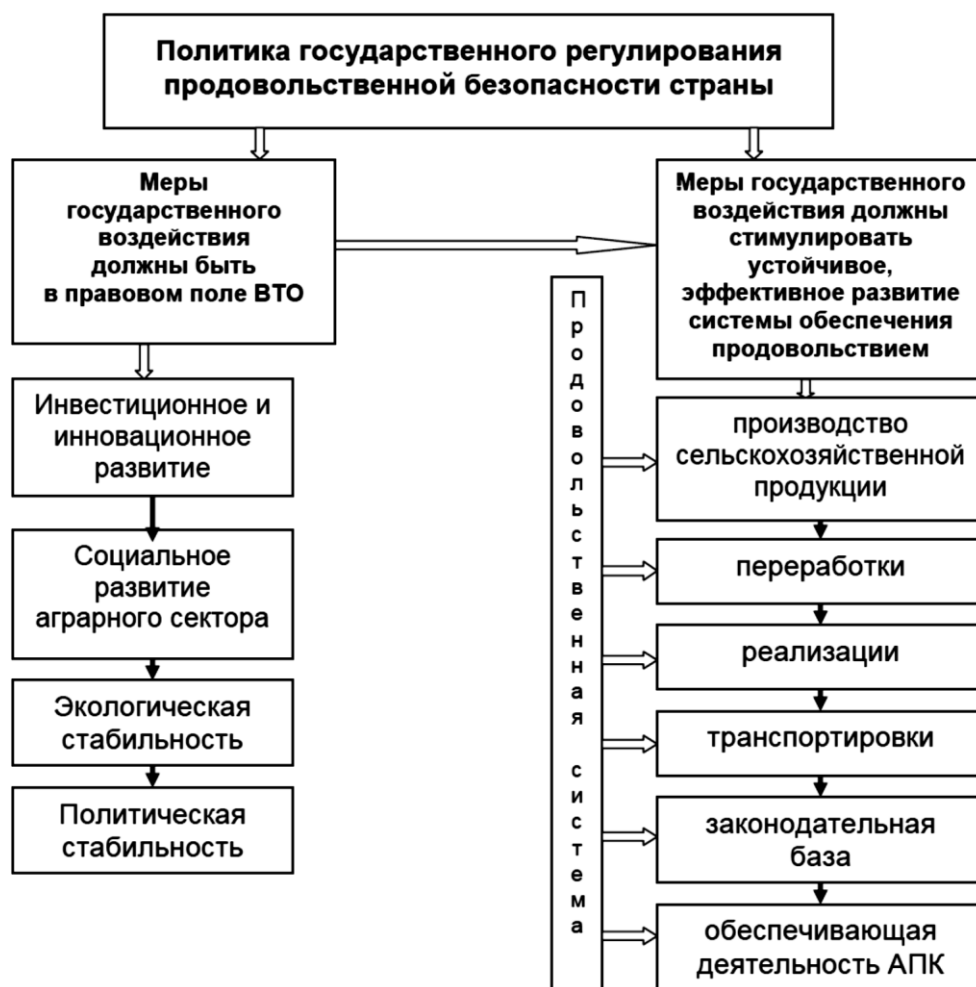 Политика государственного регулирования
продовольственной безопасности страны
Меры
государственного
воздействия
должны быть
в правовом поле ВТО
Инвестиционное и
инновационное
развитие
Социальное
развитие
аграрного сектора
Экологическая
стабильность
Политическая
стабильность
Продовольственная система
Меры государственного
воздействия должны
стимулировать
устойчивое,
эффективное развитие
системы обеспечения
продовольствием
производство
сельскохозяйственной
продукции
переработки
реализации
транспортировки
законодательная
база
обеспечивающая
деятельность АПК